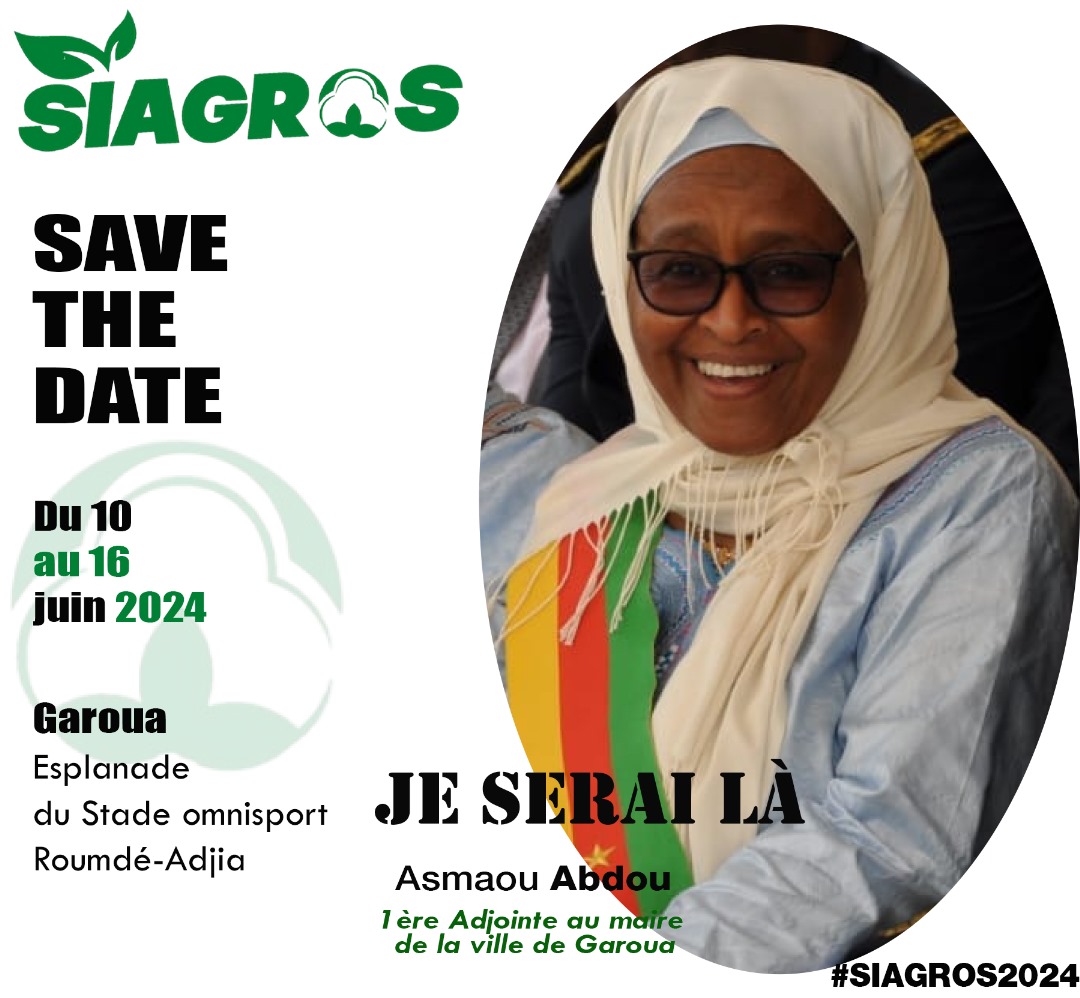 SIAGROS
SAVE
THE
DATE
Du 10
au 16
juin 2024
Garoua
Esplanade
du Stade omnisport
Roumdé-Adjia
JE SERAI LÀ
Asmaou Abdou
1ère Adjointe au maire
de la ville de Garoua
#SIAGROS2024